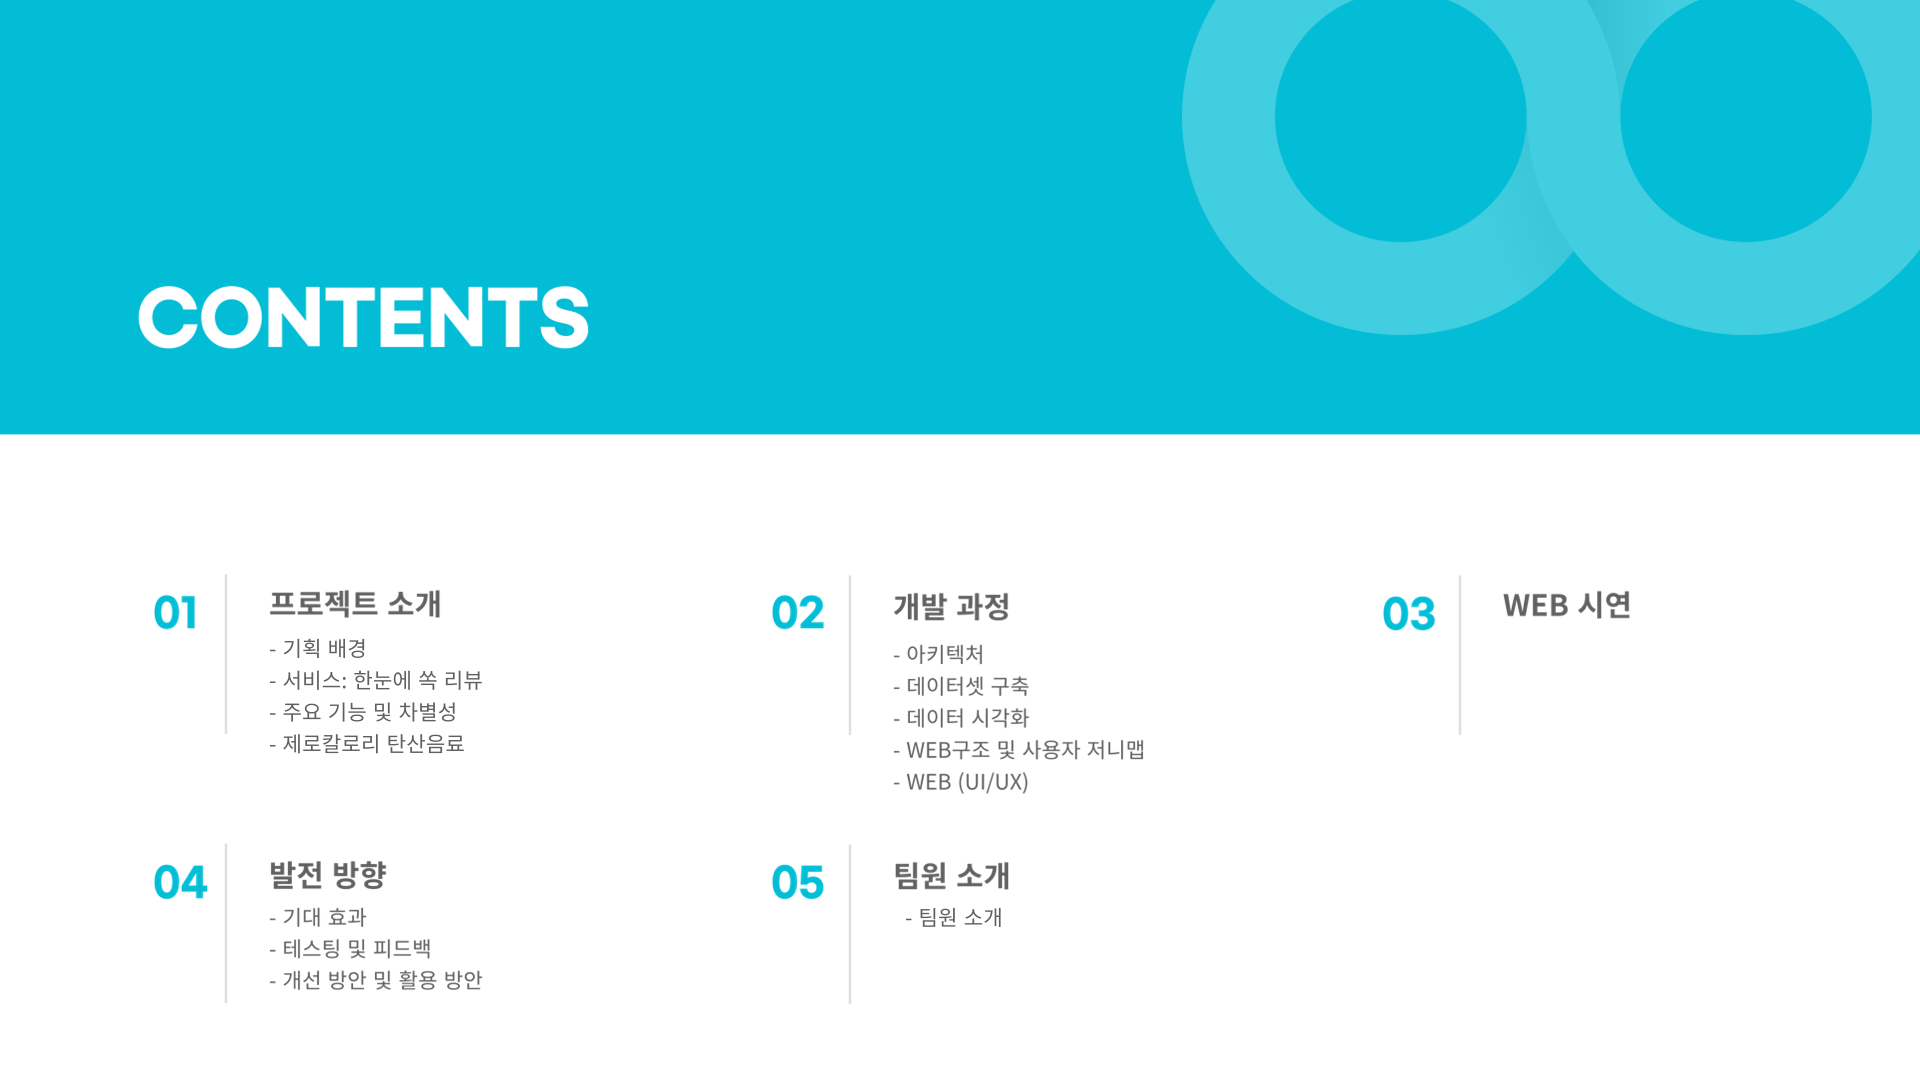 CONTENTS
01
프로젝트 소개
- 기획 배경
- 서비스: 한눈에 쏙 리뷰
- 주요 기능 및 차별성
- 제로칼로리 탄산음료
02
개발 과정
- 아키텍처
- 데이터셋 구축
- 데이터 시각화
- WEB구조 및 사용자 저니맵
- WEB (UI/UX)
03
WEB 시연
04
발전 방향
- 기대 효과
- 테스팅 및 피드백
- 개선 방안 및 활용 방안
05
팀원 소개
- 팀원 소개